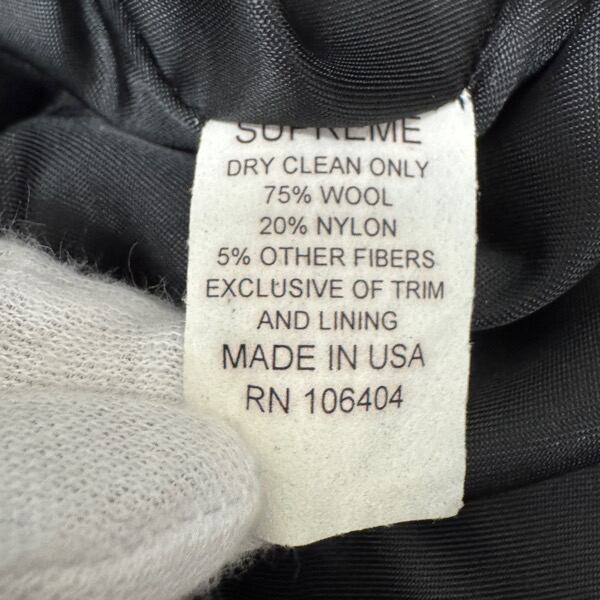 SUPREME
DRY CLEAN ONLY
75% WOOL
20% NYLON
5% OTHER FIBERS
EXCLUSIVE OF TRIM
AND LINING
MADE IN USA
RN 106404